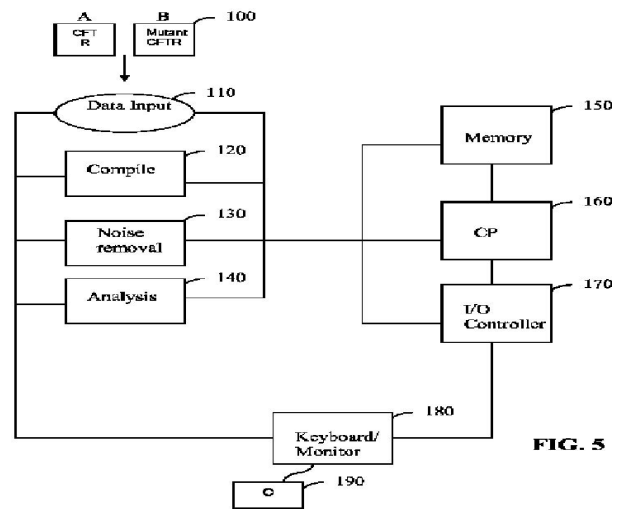 A
B
100
CFT
R
Mutant
CFTR
Data Input
110
Compile
120
Noise
removal
130
Analysis
140
Memory
150
CP
160
I/O
Controller
170
Keyboard/
Monitor
180
C
190
FIG. 5